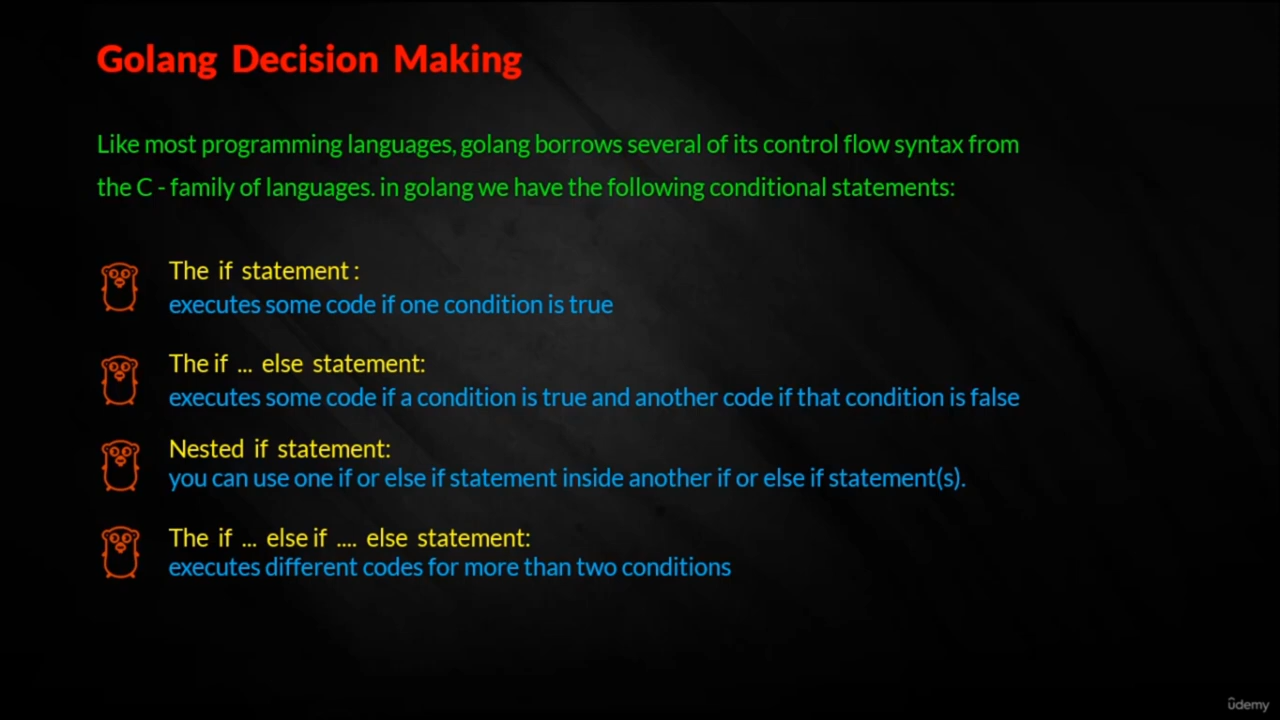 Golang Decision Making
Like most programming languages, golang borrows several of its control flow syntax from
the C - family of languages. in golang we have the following conditional statements:
The if statement :
executes some code if one condition is true
The if ... else statement:
executes some code if a condition is true and another code if that condition is false
Nested if statement:
you can use one if or else if statement inside another if or else if statement(s).
The if ... else if .... else statement:
executes different codes for more than two conditions
udemy